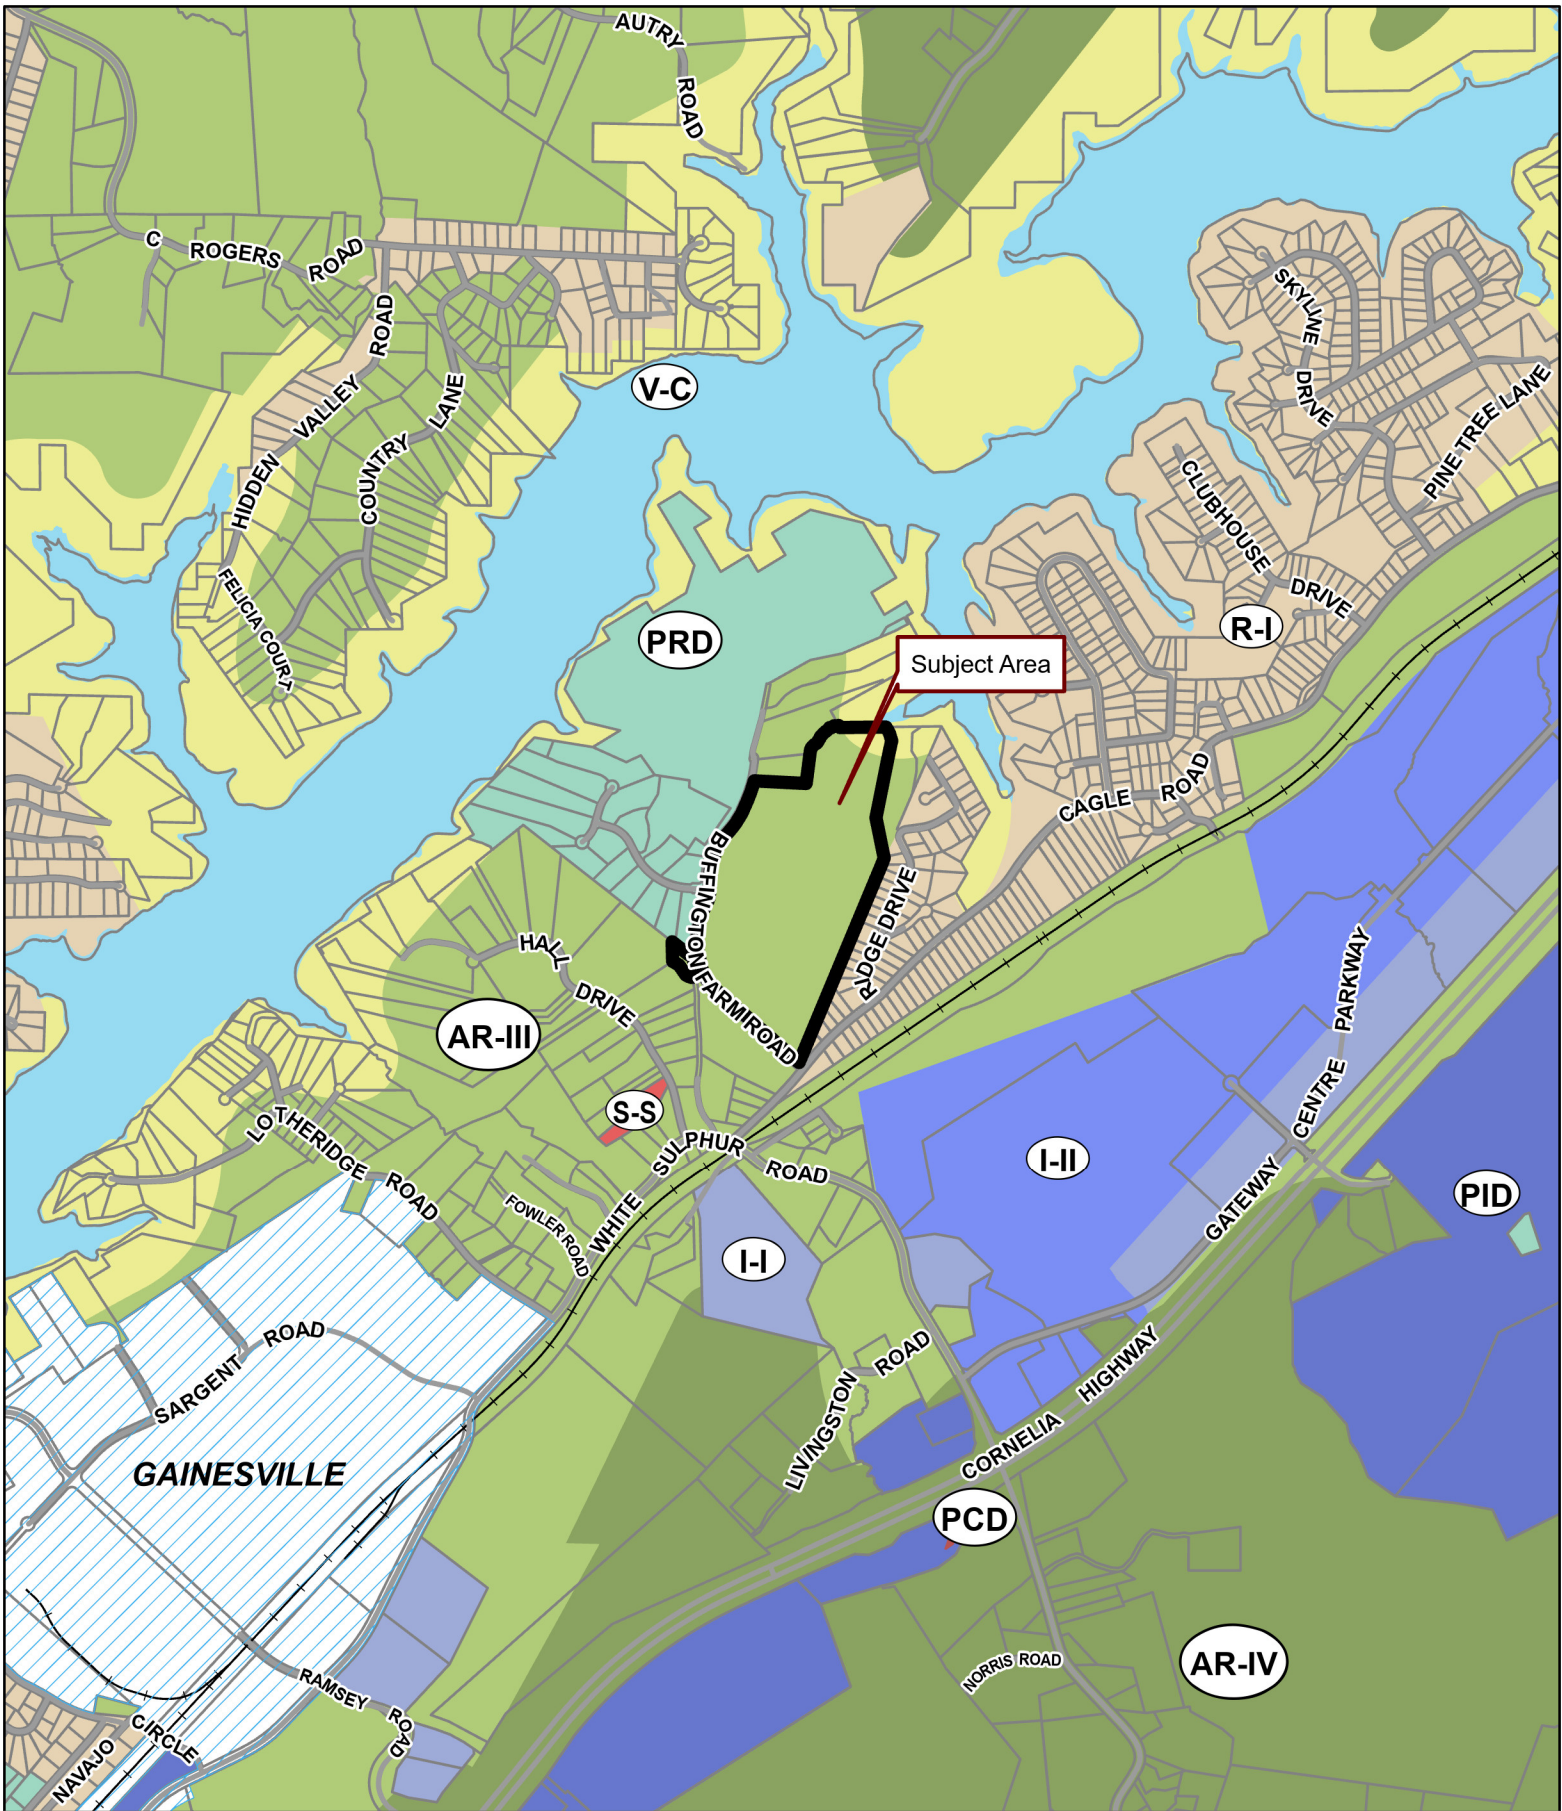 AUTRY
ROAD
C
ROGERS
ROAD
HIDDEN
VALLEY
ROAD
COUNTRY
LANE
FELICIA COURT
V-C
SKYLINE
DRIVE
PINE TREE LANE
CLUBHOUSE
DRIVE
R-I
PRD
Subject Area
CAGLE
ROAD
BUFFINGTON
FARM
ROAD
RIDGE DRIVE
HALL
DRIVE
AR-III
S-S
LOTHERIDGE
ROAD
WHITE
SULPHUR
ROAD
FOWLER ROAD
I-I
I-II
CENTRE
PARKWAY
GATEWAY
PID
SARGENT
ROAD
LIVINGSTON
ROAD
CORNELIA
HIGHWAY
GAINESVILLE
PCD
NORRIS ROAD
AR-IV
RAMSEY
ROAD
NAVAJO
CIRCLE